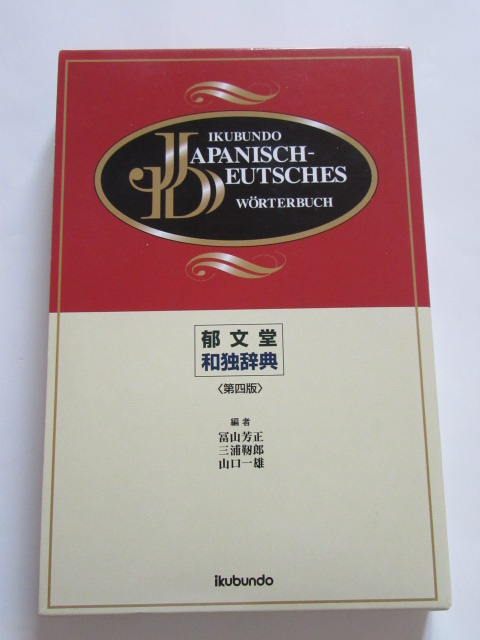 IKUBUNDO
JAPANISCH-
DEUTSCHES
WÖRTERBUCH
郁文堂
和独辞典
〈第四版〉
編者
冨山芳正
三浦靱郎
山口一雄
ikubundo